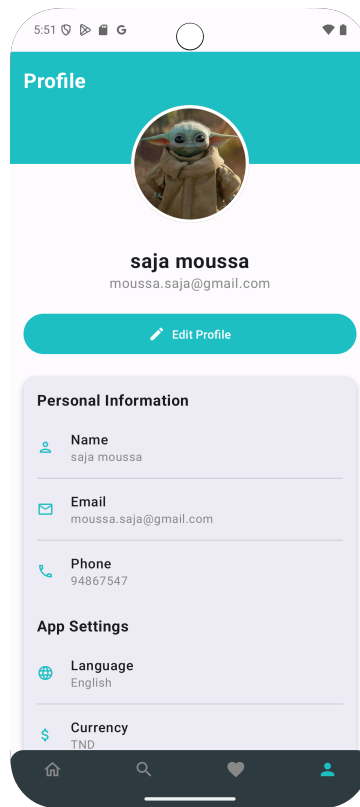 5:51
Profile
saja moussa
moussa.saja@gmail.com
Edit Profile
Personal Information
Name
saja moussa
Email
moussa.saja@gmail.com
Phone
94867547
App Settings
Language
English
Currency
TND